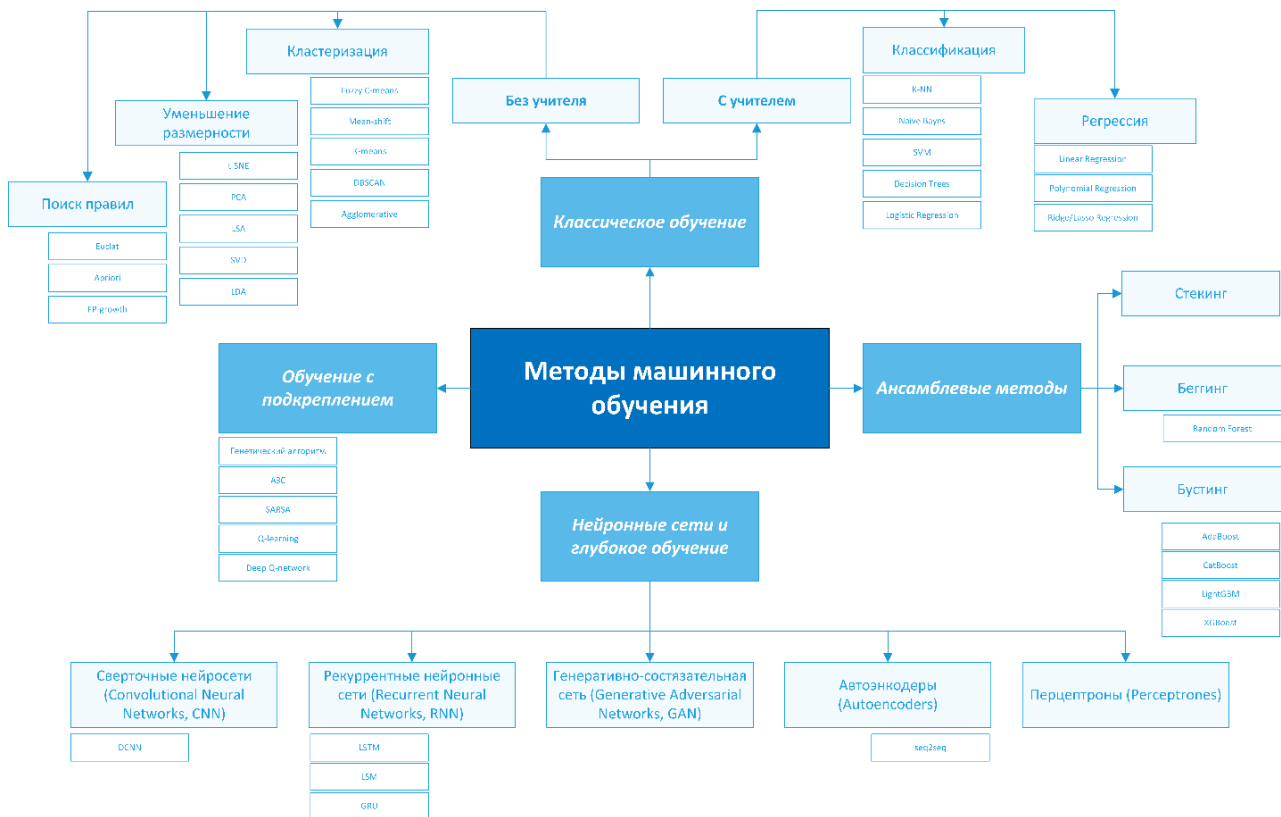 Кластеризация
Fuzzy C-means
Mean-shift
K-means
DBSCAN
Agglomerative
Уменьшение
размерности
t-SNE
PCA
LSA
SVD
LDA
Поиск правил
Euclat
Apriori
FP-growth
Без учителя
С учителем
Классификация
K-NN
Naive Bayes
SVM
Decision Trees
Logistic Regression
Регрессия
Linear Regression
Polynomial Regression
Ridge/Lasso Regression
Классическое обучение
Методы машинного
обучения
Обучение с
подкреплением
Генетический алгоритм
A3C
SARSA
Q-learning
Deep Q-network
Ансамблевые методы
Стекинг
Беггинг
Random Forest
Бустинг
AdaBoost
CatBoost
LightGBM
XGBoost
Нейронные сети и
глубокое обучение
Сверточные нейросети
(Convolutional Neural
Networks, CNN)
DCNN
Рекуррентные нейронные
сети (Recurrent Neural
Networks, RNN)
LSTM
LSM
GRU
Генеративно-состязательная
сеть (Generative Adversarial
Networks, GAN)
Автоэнкодеры
(Autoencoders)
seq2seq
Перцептроны (Perceptrones)